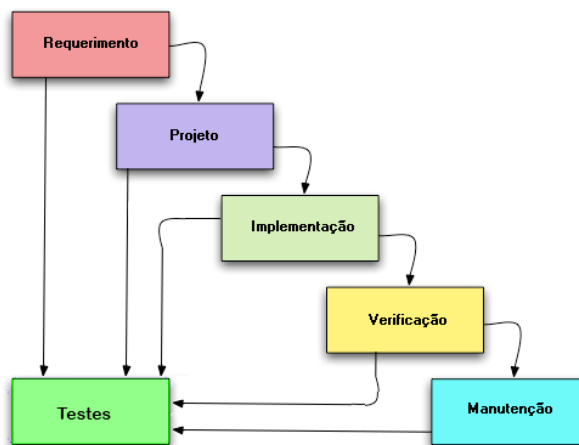 Requerimento
Projeto
Implementação
Verificação
Testes
Manutenção